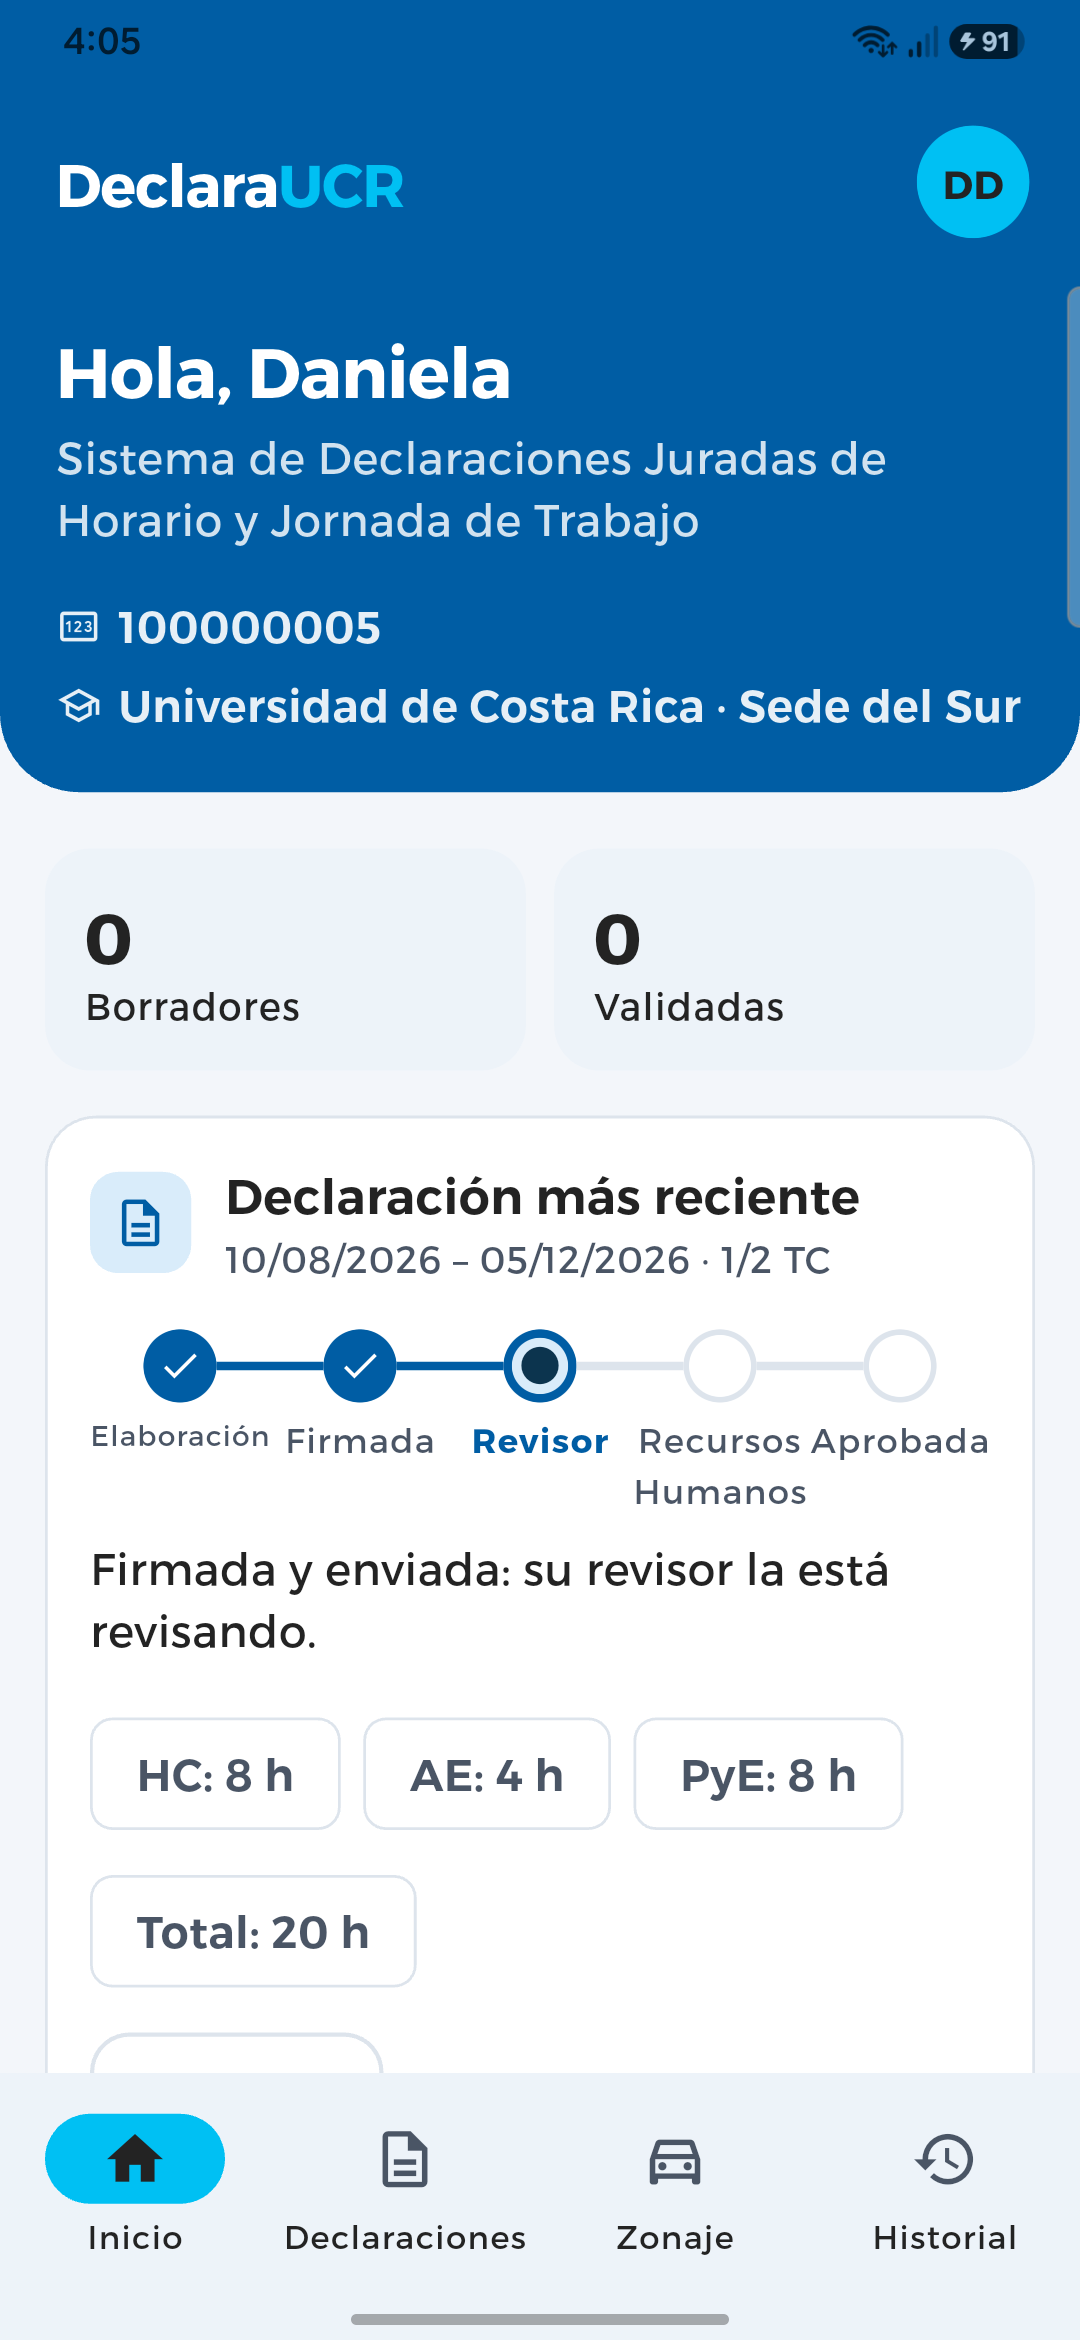 4:05
91
DeclaraUCR
DD
Hola, Daniela
Sistema de Declaraciones Juradas de
Horario y Jornada de Trabajo
123 100000005
Universidad de Costa Rica · Sede del Sur
0
Borradores
0
Validadas
Declaración más reciente
10/08/2026 – 05/12/2026 · 1/2 TC
Elaboración
Firmada
Revisor
Recursos
Humanos
Aprobada
Firmada y enviada: su revisor la está
revisando.
HC: 8 h
AE: 4 h
PyE: 8 h
Total: 20 h
Inicio
Declaraciones
Zonaje
Historial